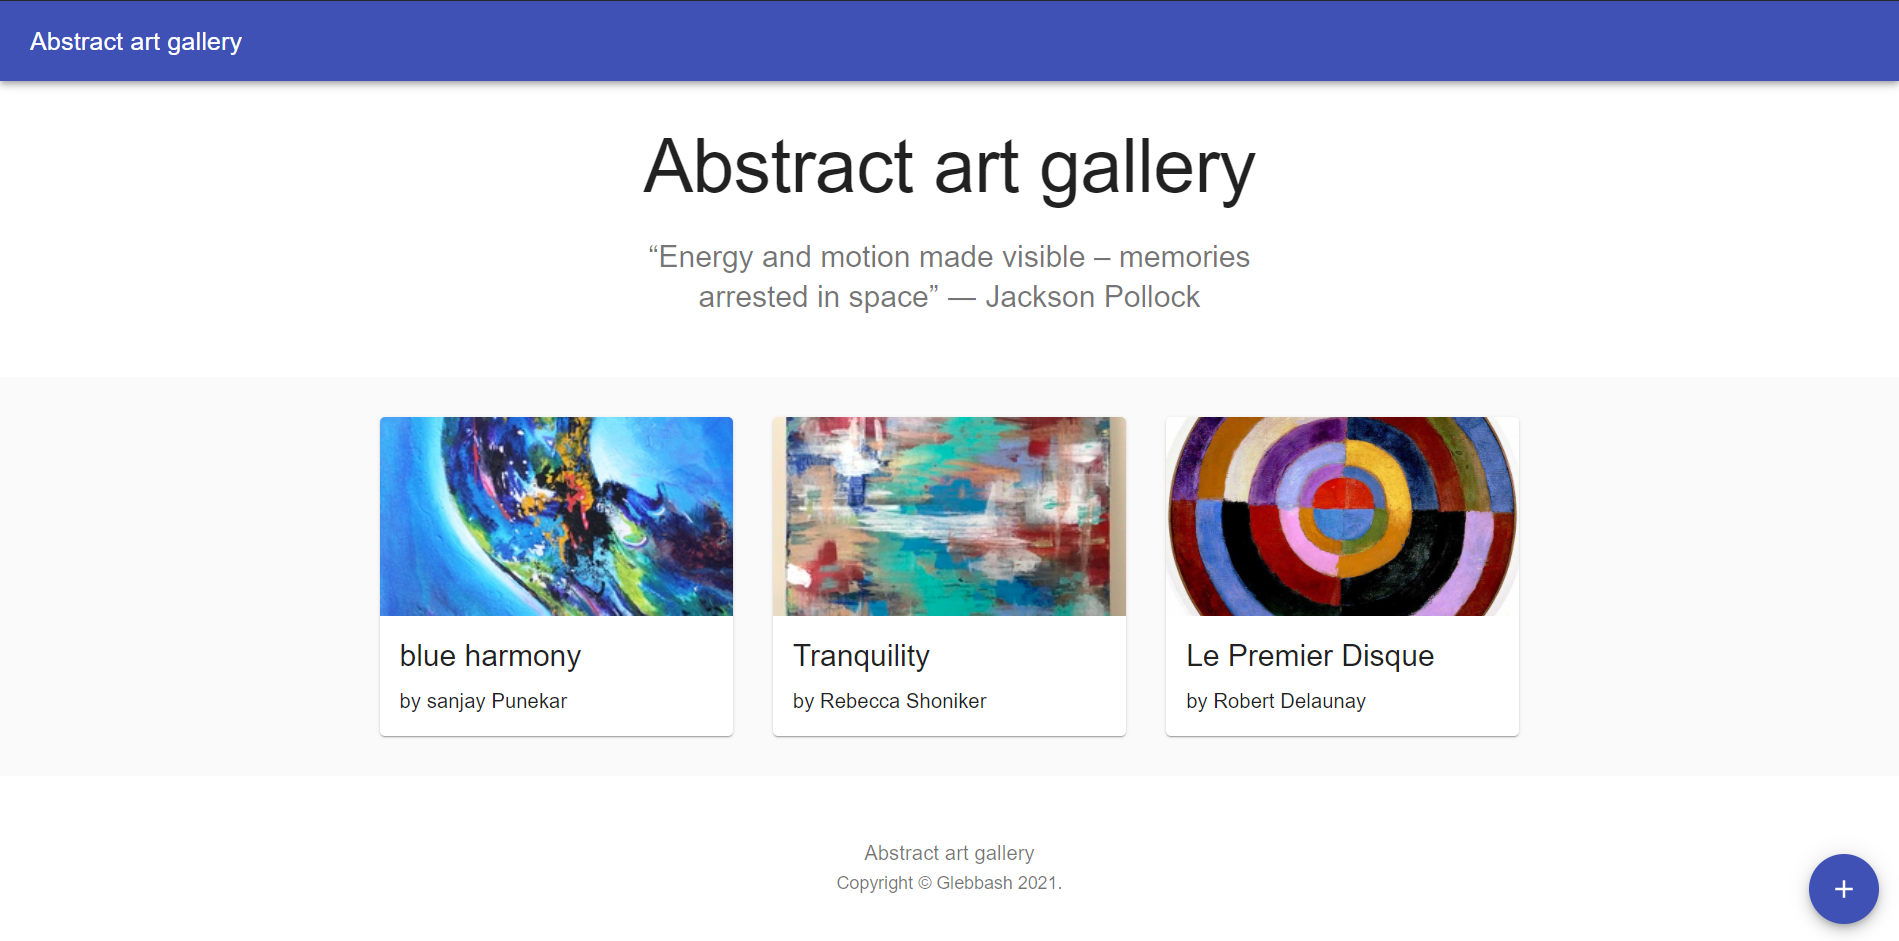 Abstract art gallery
Abstract art gallery
“Energy and motion made visible – memories
arrested in space” — Jackson Pollock
blue harmony
by sanjay Punekar
Tranquility
by Rebecca Shoniker
Le Premier Disque
by Robert Delaunay
Abstract art gallery
Copyright © Glebbash 2021.